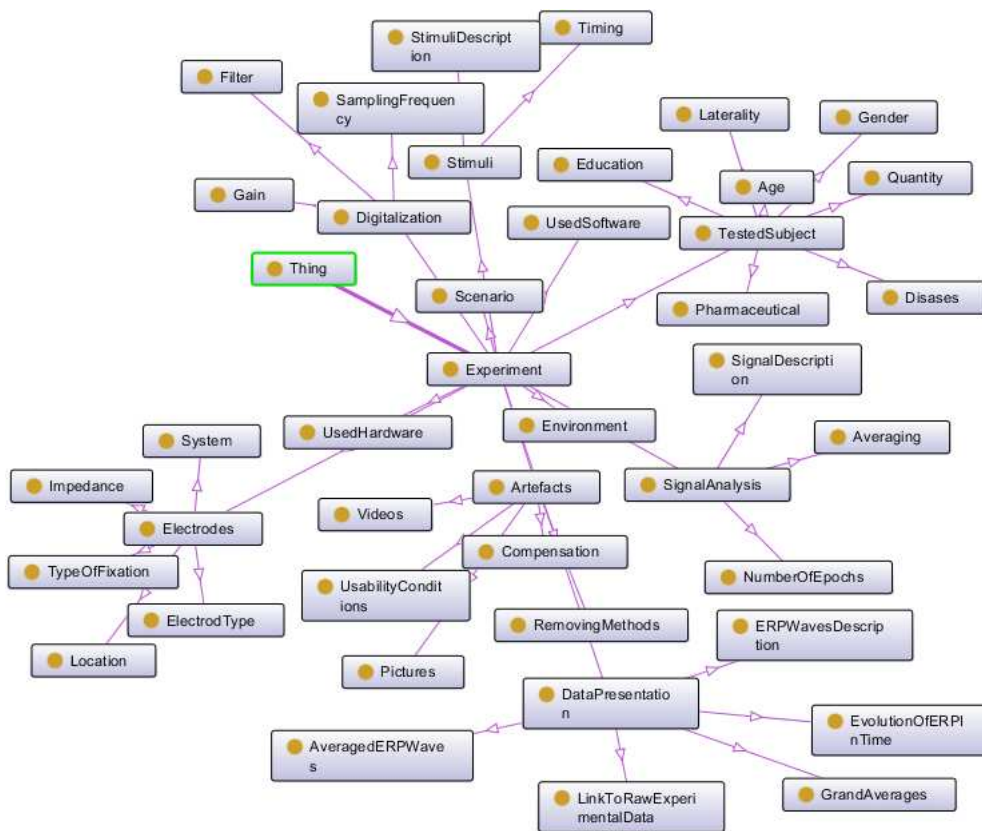 StimuliDescript
ion
Timing
Filter
SamplingFrequen
cy
Laterality
Gender
Stimuli
Education
Age
Quantity
Gain
Digitalization
UsedSoftware
TestedSubject
Thing
Scenario
Pharmaceutical
Disases
Experiment
SignalDescripti
on
System
UsedHardware
Environment
Averaging
Impedance
Artefacts
SignalAnalysis
Videos
Electrodes
Compensation
TypeOfFixation
UsabilityCondit
ions
NumberOfEpochs
ElectrodType
RemovingMethods
ERPWavesDescrip
tion
Location
Pictures
DataPresentatio
n
EvolutionOfERPI
nTime
AveragedERPWave
s
LinkToRawExperi
mentalData
GrandAverages